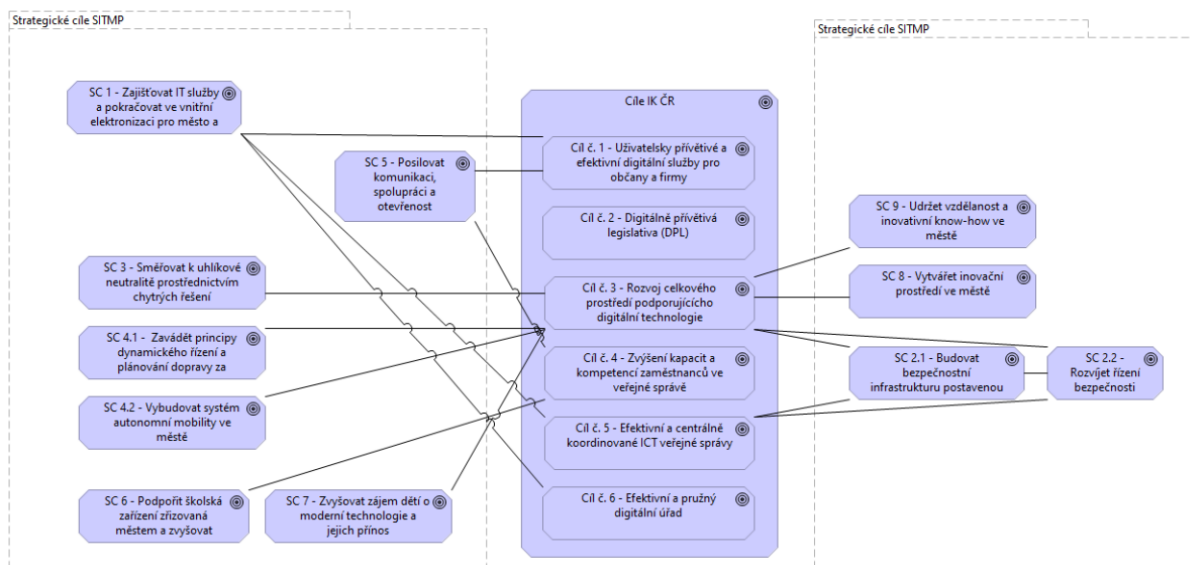 Strategické cíle SITMP
SC 1 - Zajišťovat IT služby
a pokračovat ve vnitřní
elektronizaci pro město a
SC 5 - Posilovat
komunikaci,
spolupráci a
otevřenost
SC 3 - Směřovat k uhlíkové
neutralitě prostřednictvím
chytrých řešení
SC 4.1 - Zavádět principy
dynamického řízení a
plánování dopravy za
SC 4.2 - Vybudovat systém
autonomní mobility ve
městě
SC 6 - Podpořit školská
zařízení zřizovaná
městem a zvyšovat
SC 7 - Zvyšovat zájem dětí o
moderní technologie a
jejich přínos
Cíle IK ČR
Cíl č. 1 - Uživatelsky přívětivé a
efektivní digitální služby pro
občany a firmy
Cíl č. 2 - Digitálné přívětivá
legislativa (DPL)
Cíl č. 3 - Rozvoj celkového
prostředí podporujícícho
digitální technologie
Cíl č. 4 - Zvýšení kapacit a
kompetencí zaměstnanců ve
veřejné správě
Cíl č. 5 - Efektivní a centrálně
koordinované ICT veřejné správy
Cíl č. 6 - Efektivní a pružný
digitální úřad
Strategické cíle SITMP
SC 9 - Udržet vzdělanost a
inovativní know-how ve
městě
SC 8 - Vytvářet inovační
prostředí ve městě
SC 2.1 - Budovat
bezpečnostní
infrastrukturu postavenou
SC 2.2 -
Rozvíjet řízení
bezpečnosti